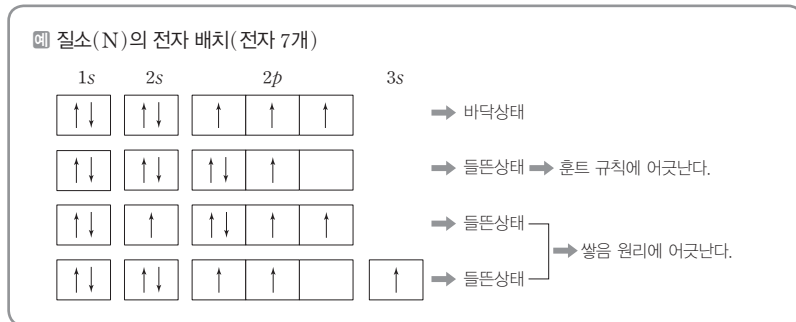 예 질소(N)의 전자 배치(전자 7개)
1s 2s 2p 3s
↑↓ ↑↓ ↑ ↑ ↑ ➡ 바닥상태
↑↓ ↑↓ ↑↓ ↑ ➡ 들뜬상태 ➡ 훈트 규칙에 어긋난다.
↑↓ ↑ ↑↓ ↑ ↑ ➡ 들뜬상태
➡ 쌓음 원리에 어긋난다.
↑↓ ↑↓ ↑ ↑ ↑ ➡ 들뜬상태